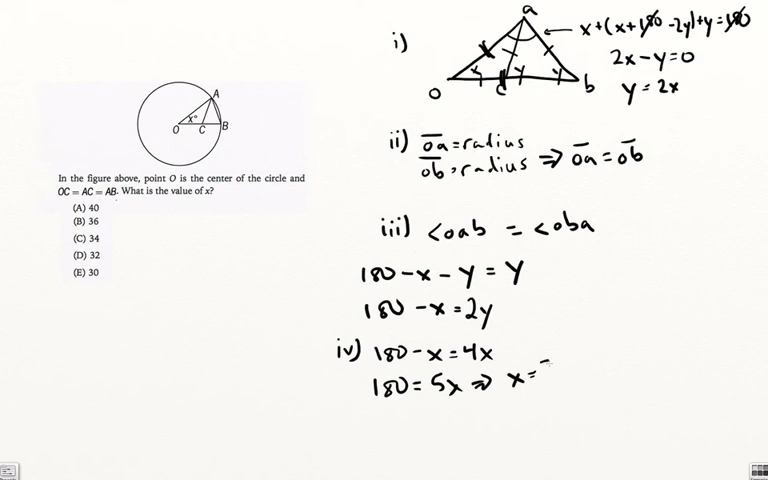 A
x°
O
C
B
In the figure above, point O is the center of the circle and
OC = AC = AB. What is the value of x?
(A) 40
(B) 36
(C) 34
(D) 32
(E) 30
i)
a
o
x
c
y
y
b
x+(x+180-2y)+y=180
2x-y=0
y=2x
ii) oa=radius
ob=radius ⇒ oa=ob
iii) <oab = <oba
180-x-y=y
180-x=2y
iv) 180-x=4x
180=5x ⇒ x=